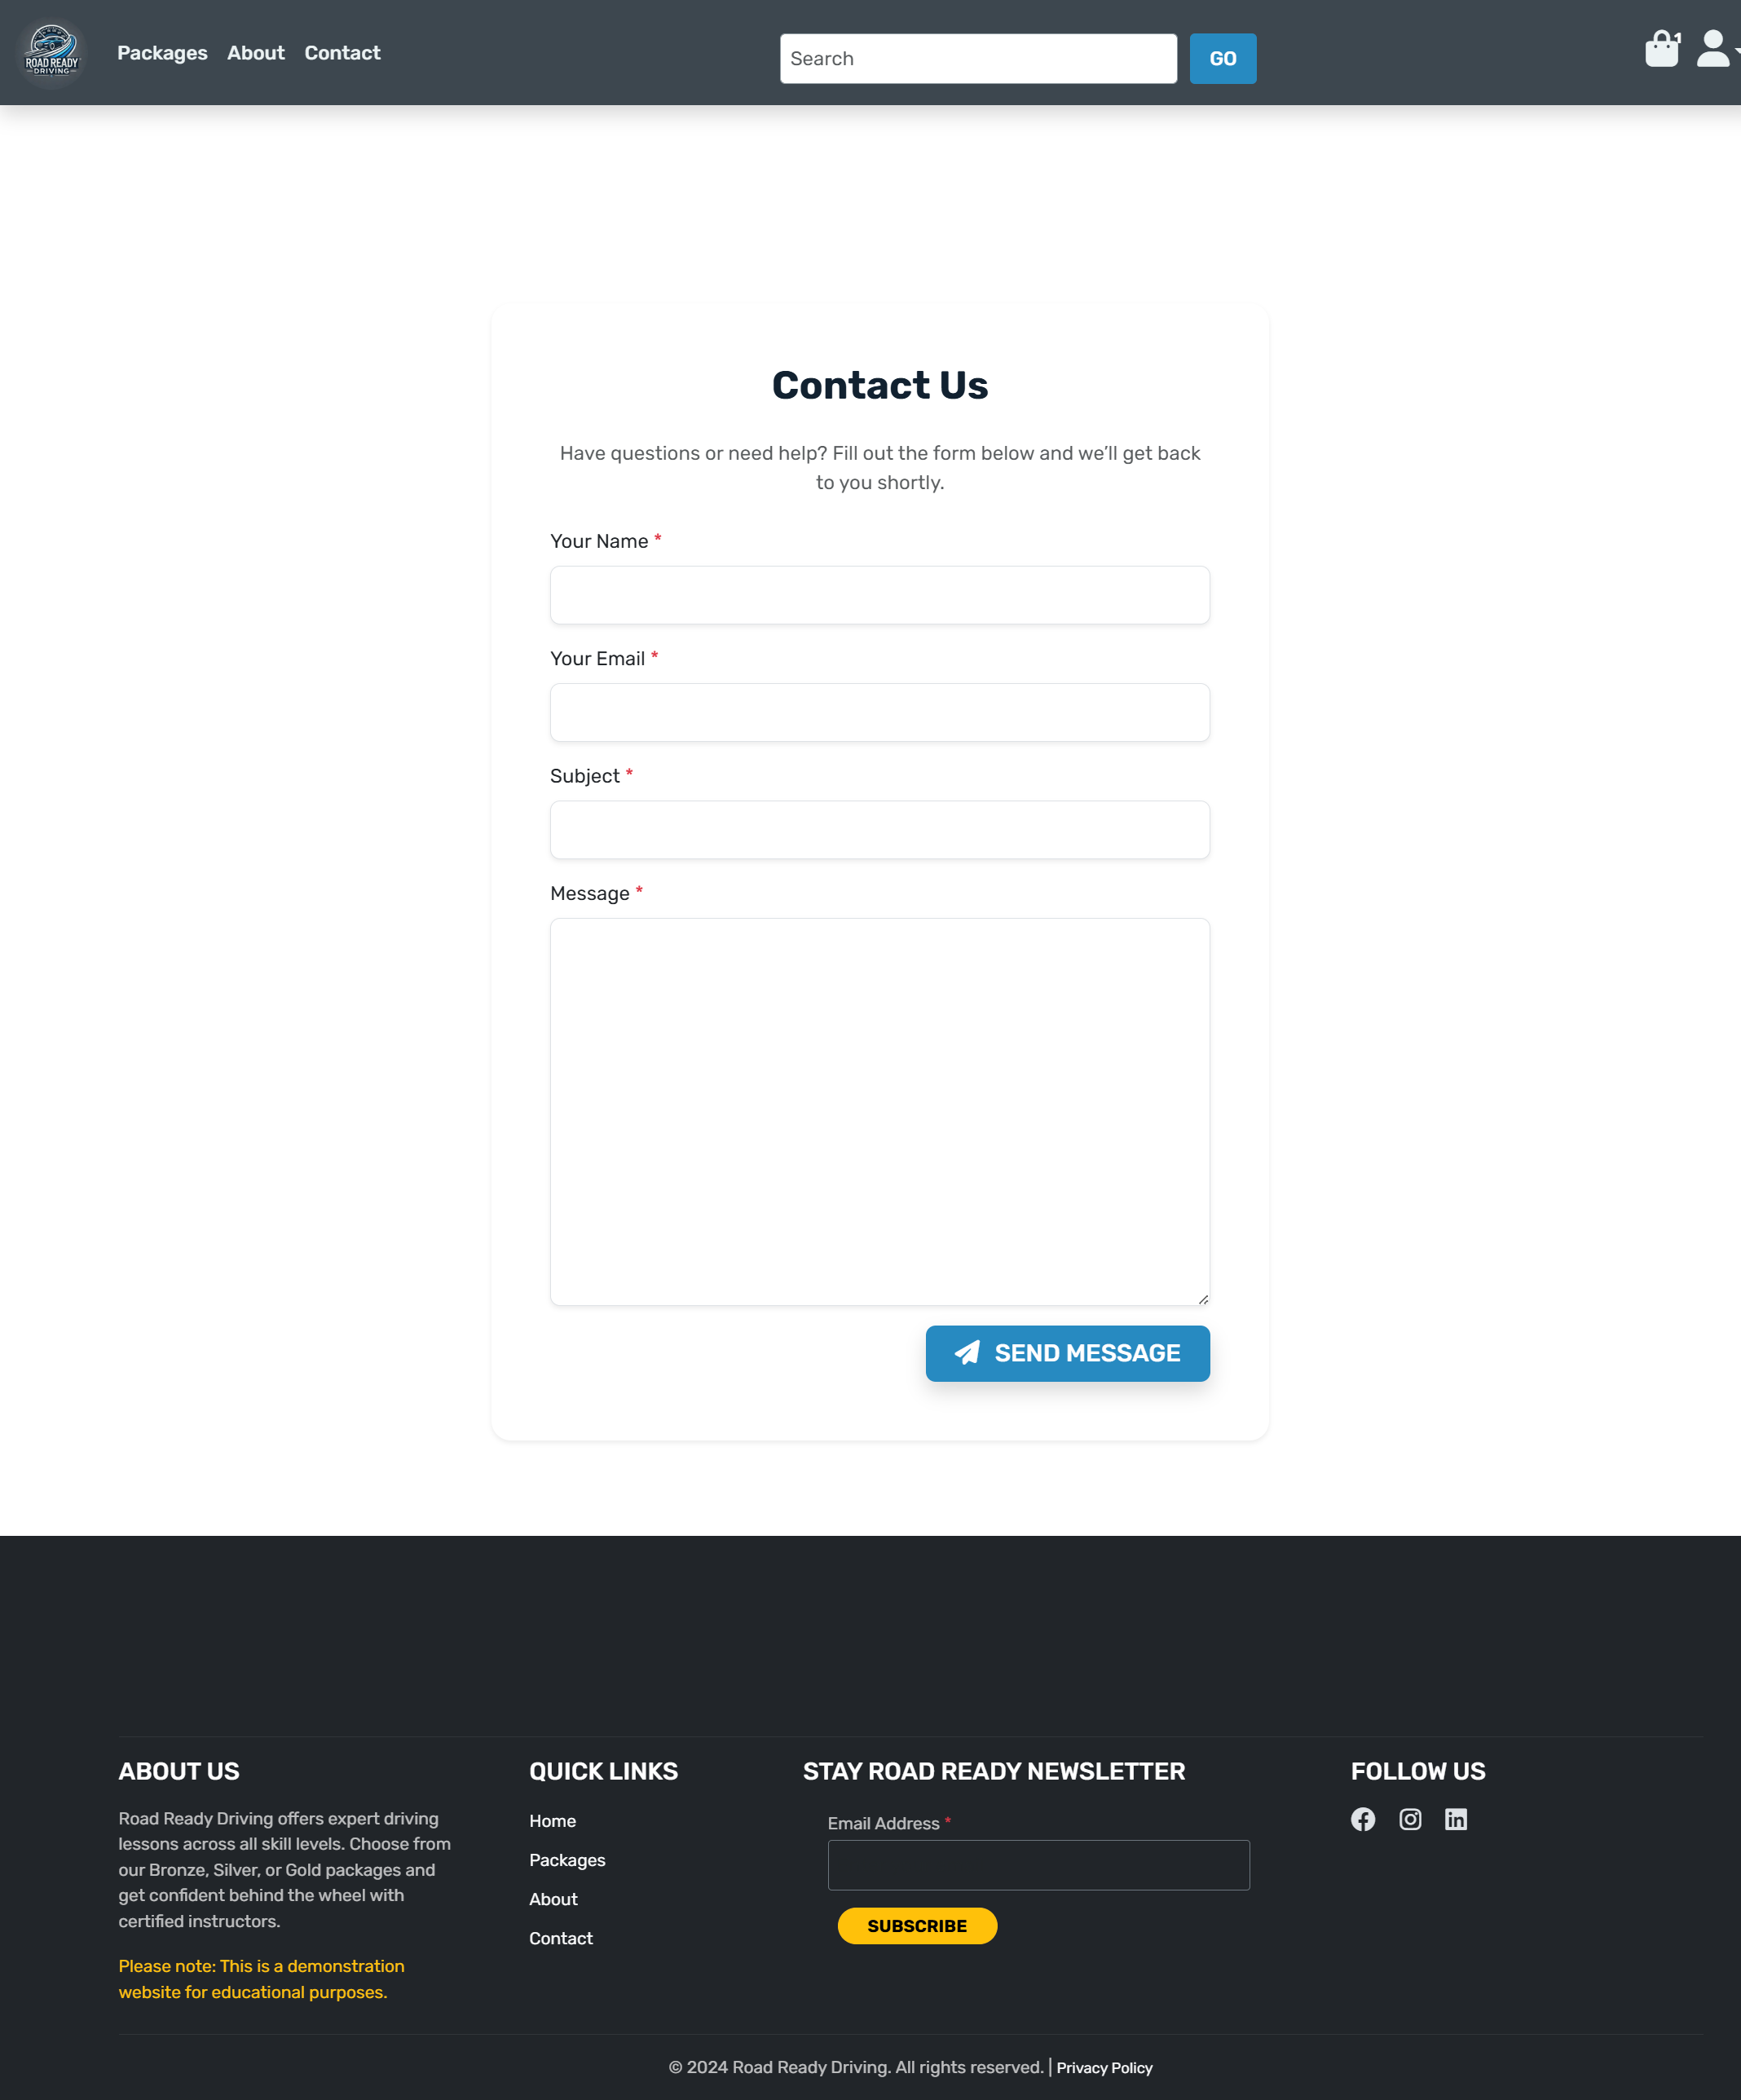 ROAD READY
DRIVING
Packages About Contact
Search
GO
1
Contact Us
Have questions or need help? Fill out the form below and we’ll get back
to you shortly.
Your Name *
Your Email *
Subject *
Message *
SEND MESSAGE
ABOUT US
Road Ready Driving offers expert driving
lessons across all skill levels. Choose from
our Bronze, Silver, or Gold packages and
get confident behind the wheel with
certified instructors.
Please note: This is a demonstration
website for educational purposes.
QUICK LINKS
Home
Packages
About
Contact
STAY ROAD READY NEWSLETTER
Email Address *
SUBSCRIBE
FOLLOW US
© 2024 Road Ready Driving. All rights reserved. | Privacy Policy